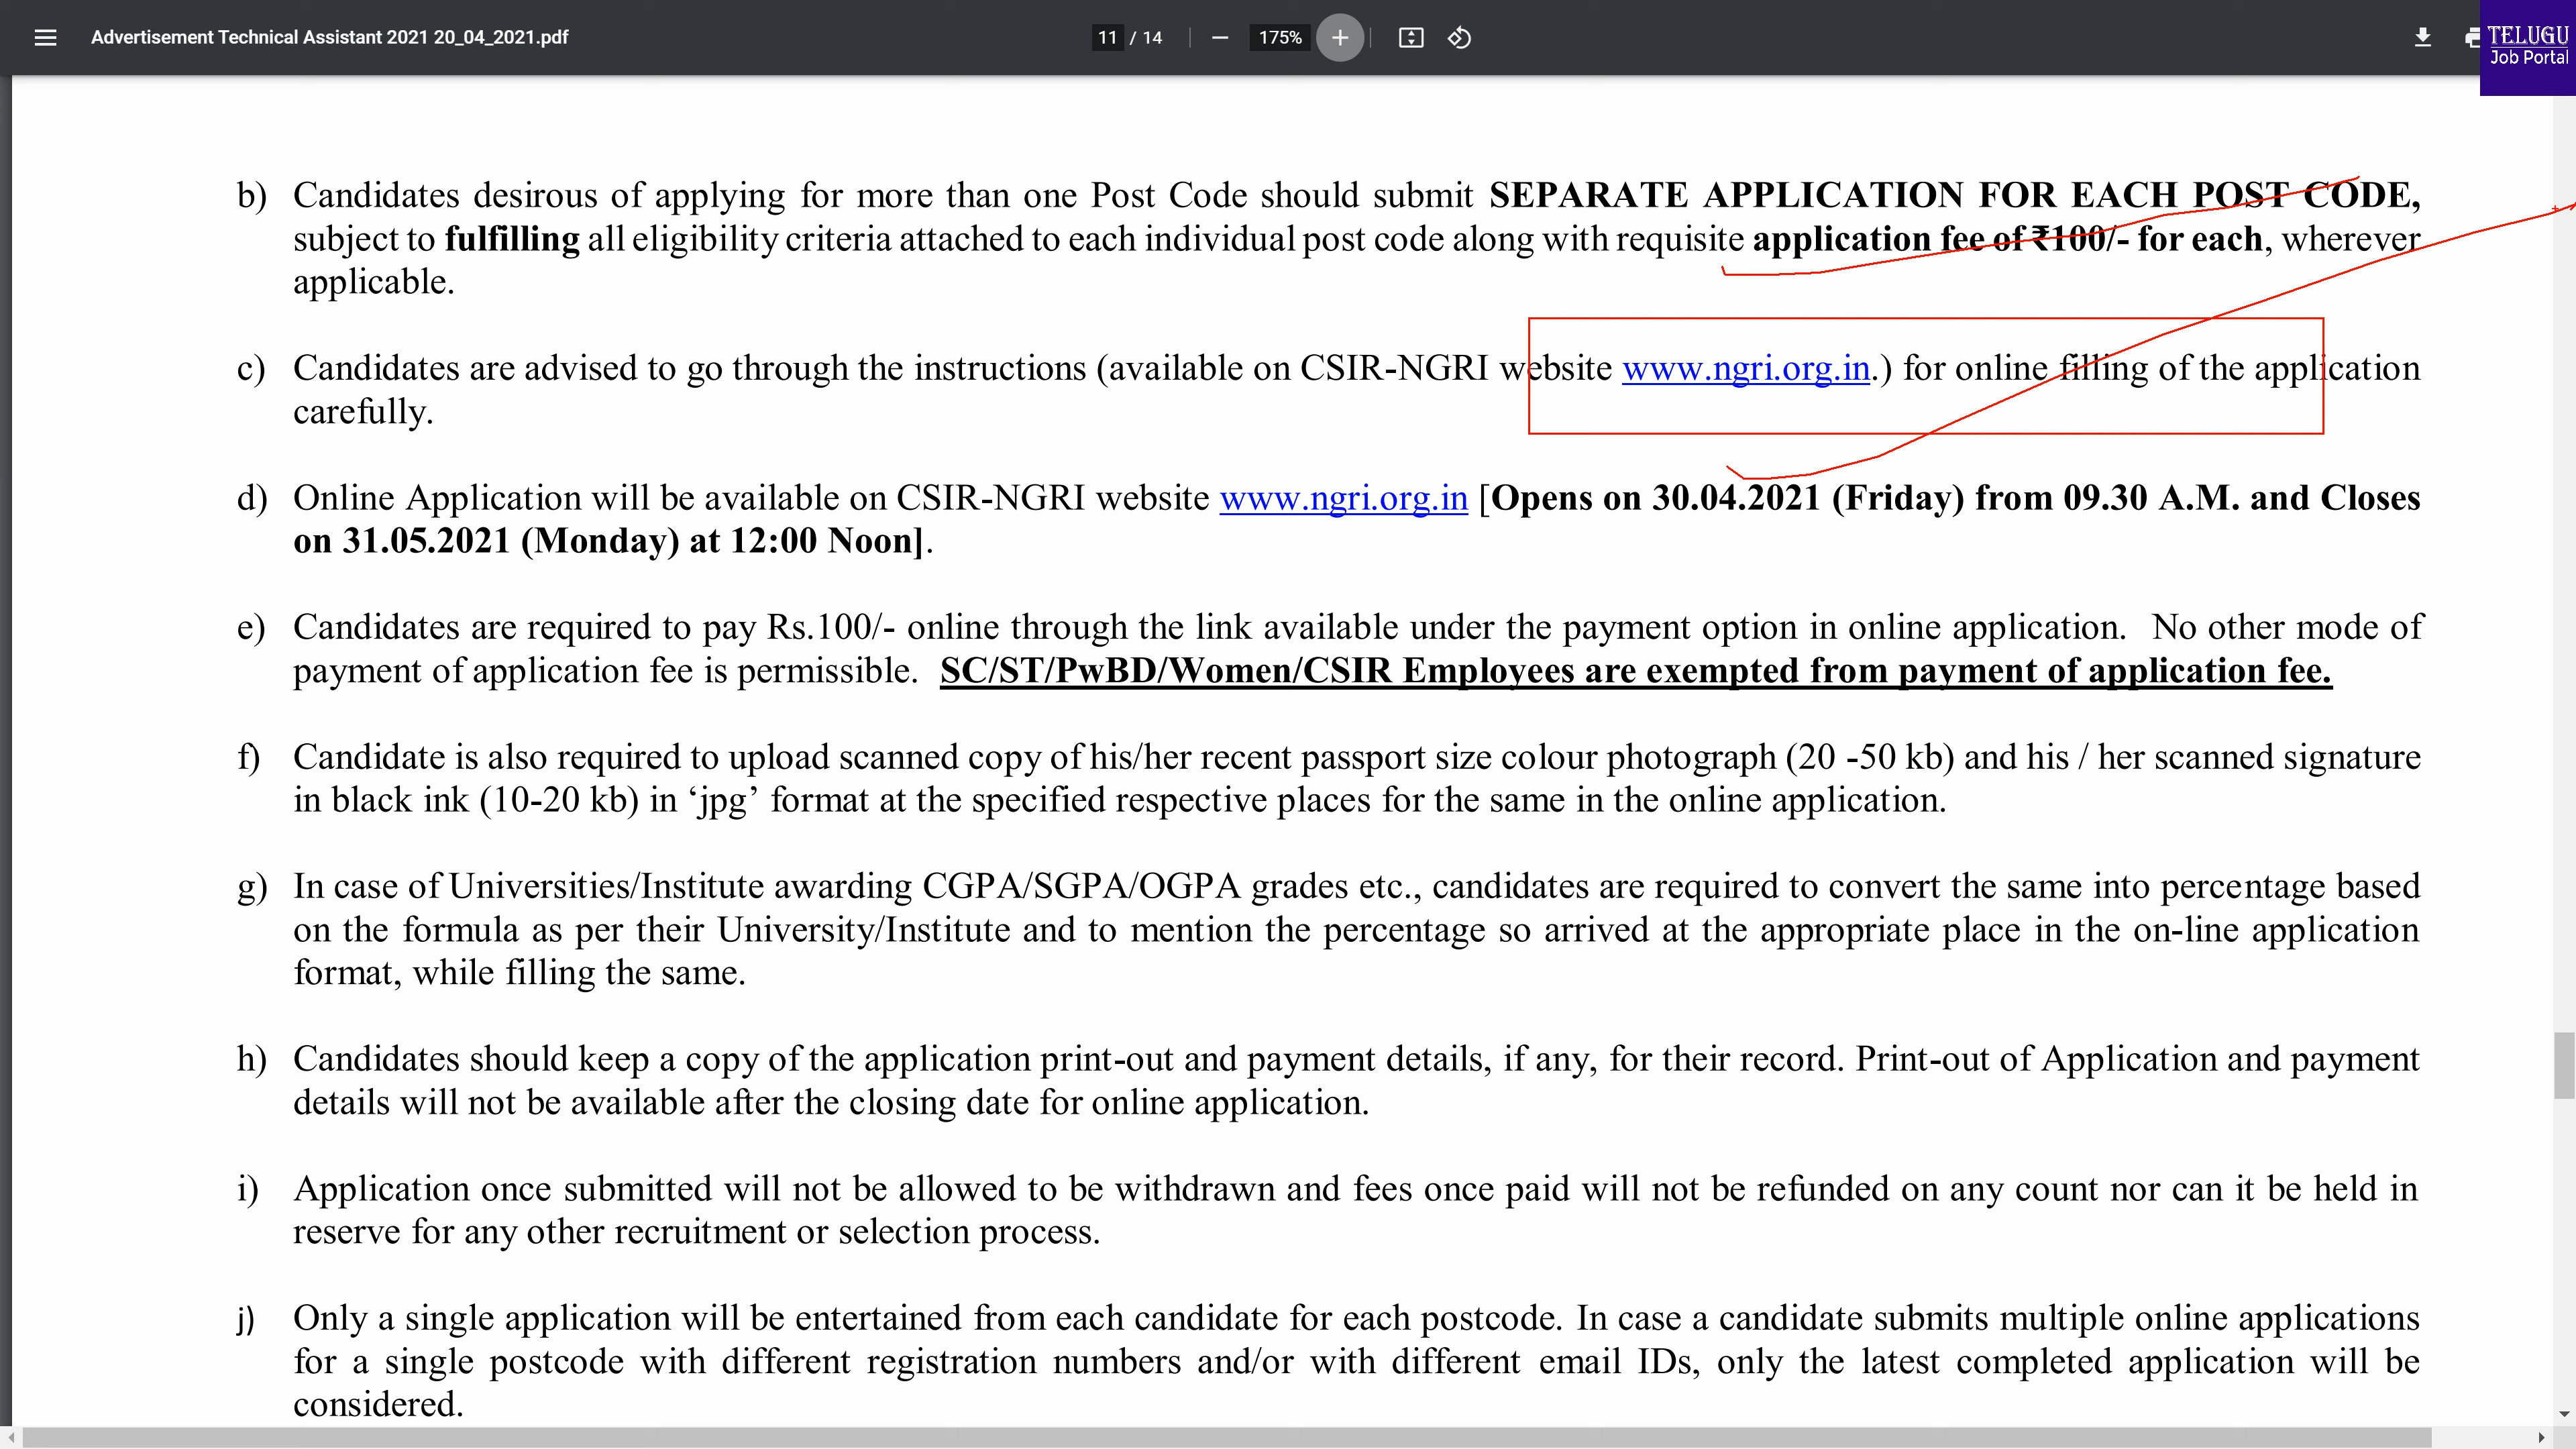 Advertisement Technical Assistant 2021 20_04_2021.pdf
11 / 14
175%
TELUGU
Job Portal
b) Candidates desirous of applying for more than one Post Code should submit SEPARATE APPLICATION FOR EACH POST CODE,
subject to fulfilling all eligibility criteria attached to each individual post code along with requisite application fee of ₹100/- for each, wherever
applicable.
c) Candidates are advised to go through the instructions (available on CSIR-NGRI website www.ngri.org.in.) for online filling of the application
carefully.
d) Online Application will be available on CSIR-NGRI website www.ngri.org.in [Opens on 30.04.2021 (Friday) from 09.30 A.M. and Closes
on 31.05.2021 (Monday) at 12:00 Noon].
e) Candidates are required to pay Rs.100/- online through the link available under the payment option in online application. No other mode of
payment of application fee is permissible. SC/ST/PwBD/Women/CSIR Employees are exempted from payment of application fee.
f) Candidate is also required to upload scanned copy of his/her recent passport size colour photograph (20 -50 kb) and his / her scanned signature
in black ink (10-20 kb) in ‘jpg’ format at the specified respective places for the same in the online application.
g) In case of Universities/Institute awarding CGPA/SGPA/OGPA grades etc., candidates are required to convert the same into percentage based
on the formula as per their University/Institute and to mention the percentage so arrived at the appropriate place in the on-line application
format, while filling the same.
h) Candidates should keep a copy of the application print-out and payment details, if any, for their record. Print-out of Application and payment
details will not be available after the closing date for online application.
i) Application once submitted will not be allowed to be withdrawn and fees once paid will not be refunded on any count nor can it be held in
reserve for any other recruitment or selection process.
j) Only a single application will be entertained from each candidate for each postcode. In case a candidate submits multiple online applications
for a single postcode with different registration numbers and/or with different email IDs, only the latest completed application will be
considered.